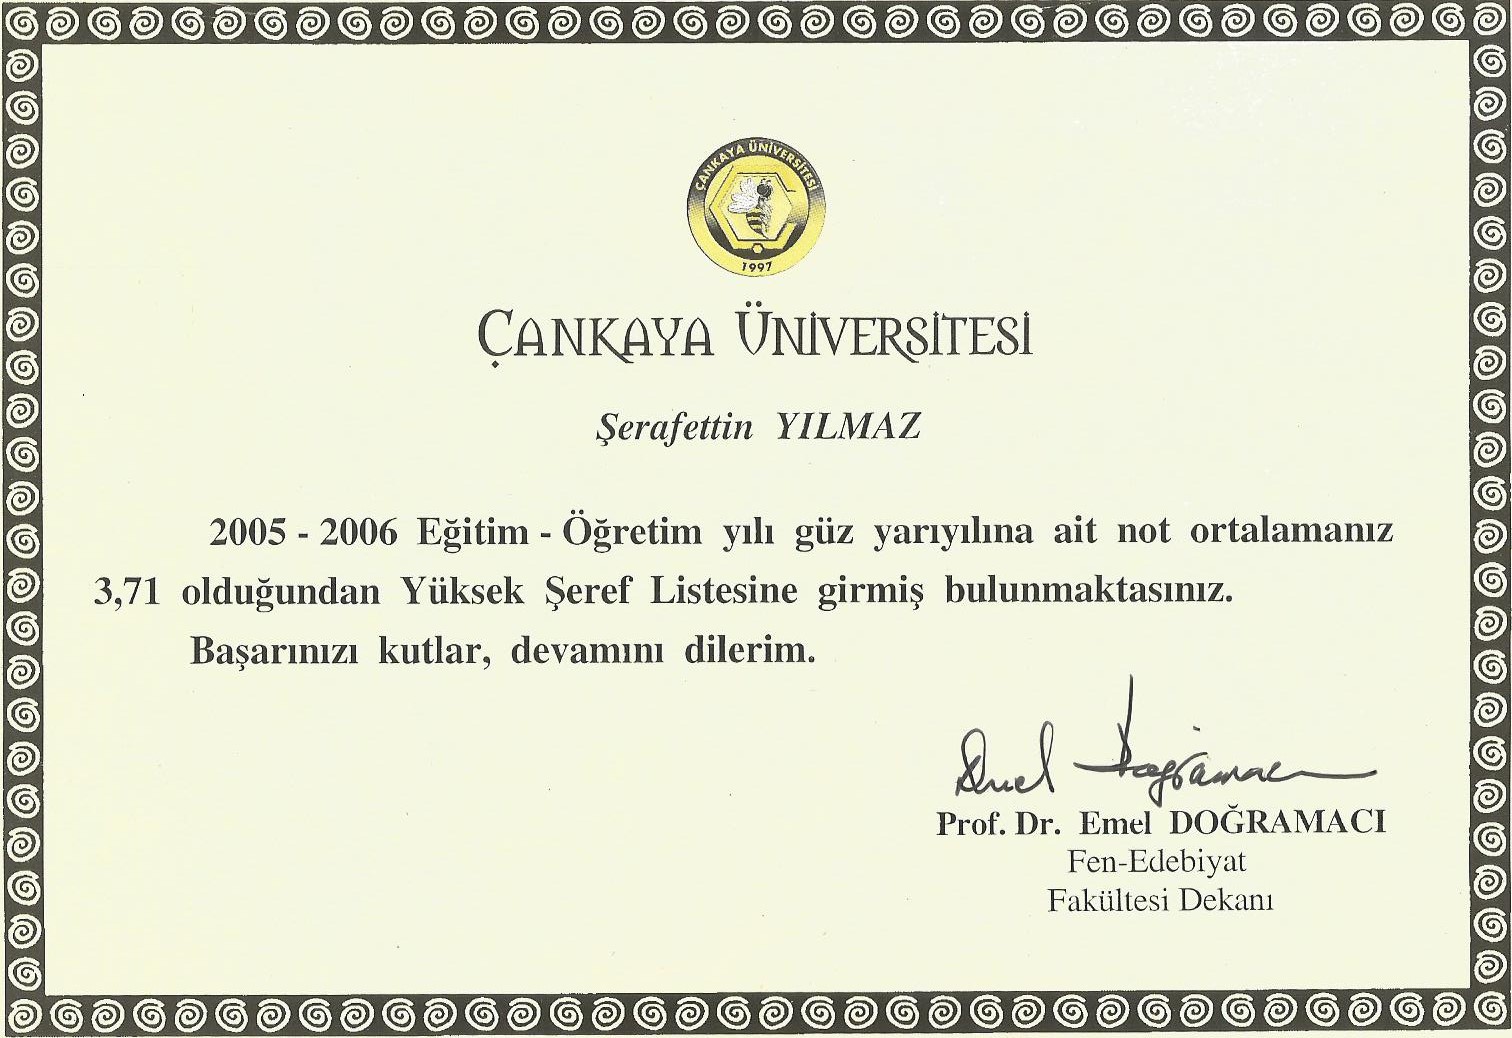 ÇANKAYA ÜNİVERSİTESİ
1997
ÇANKAYA ÜNİVERSİTESİ
Şerafettin YILMAZ
2005 - 2006 Eğitim - Öğretim yılı güz yarıyılına ait not ortalamanız
3,71 olduğundan Yüksek Şeref Listesine girmiş bulunmaktasınız.
Başarınızı kutlar, devamını dilerim.
Emel Doğramacı
Prof. Dr. Emel DOĞRAMACI
Fen-Edebiyat
Fakültesi Dekanı